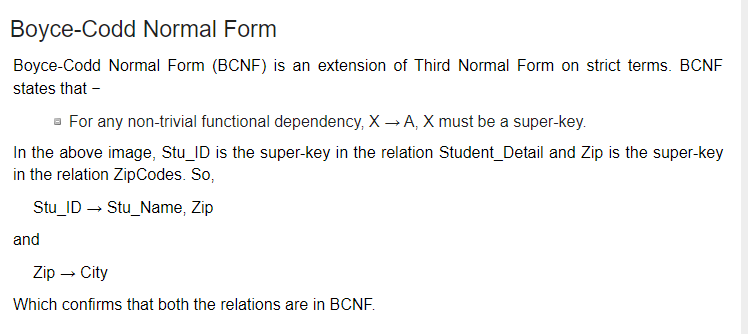 Boyce-Codd Normal Form
Boyce-Codd Normal Form (BCNF) is an extension of Third Normal Form on strict terms. BCNF
states that −
For any non-trivial functional dependency, X → A, X must be a super-key.
In the above image, Stu_ID is the super-key in the relation Student_Detail and Zip is the super-key
in the relation ZipCodes. So,
Stu_ID → Stu_Name, Zip
and
Zip → City
Which confirms that both the relations are in BCNF.